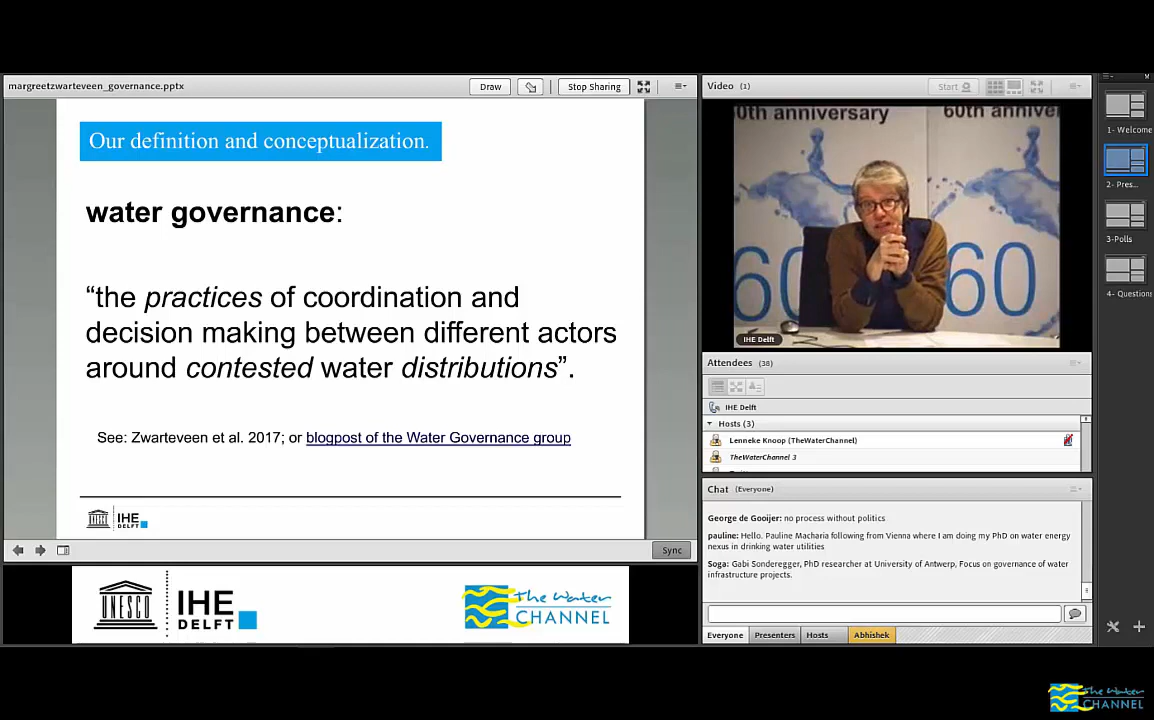 margreetzwarteveen_governance.pptx
Draw
Stop Sharing
Our definition and conceptualization.
water governance:
“the practices of coordination and
decision making between different actors
around contested water distributions”.
See: Zwarteveen et al. 2017; or blogpost of the Water Governance group
IHE
DELFT
Sync
UNESCO
IHE
DELFT
The Water
CHANNEL
Video (1)
Start
0th anniversary
60th anniver
60
60
IHE Delft
Attendees (38)
IHE Delft
Hosts (3)
Lenneke Knoop (TheWaterChannel)
TheWaterChannel 3
Chat (Everyone)
George de Gooijer: no process without politics
pauline: Hello. Pauline Macharia following from Vienna where I am doing my PhD on water energy
nexus in drinking water utilities
Soga: Gabi Sonderegger, PhD researcher at University of Antwerp, Focus on governance of water
infrastructure projects.
Everyone
Presenters
Hosts
Abhishek
1- Welcome
2- Pres...
3-Polls
4- Questions
The Water
CHANNEL